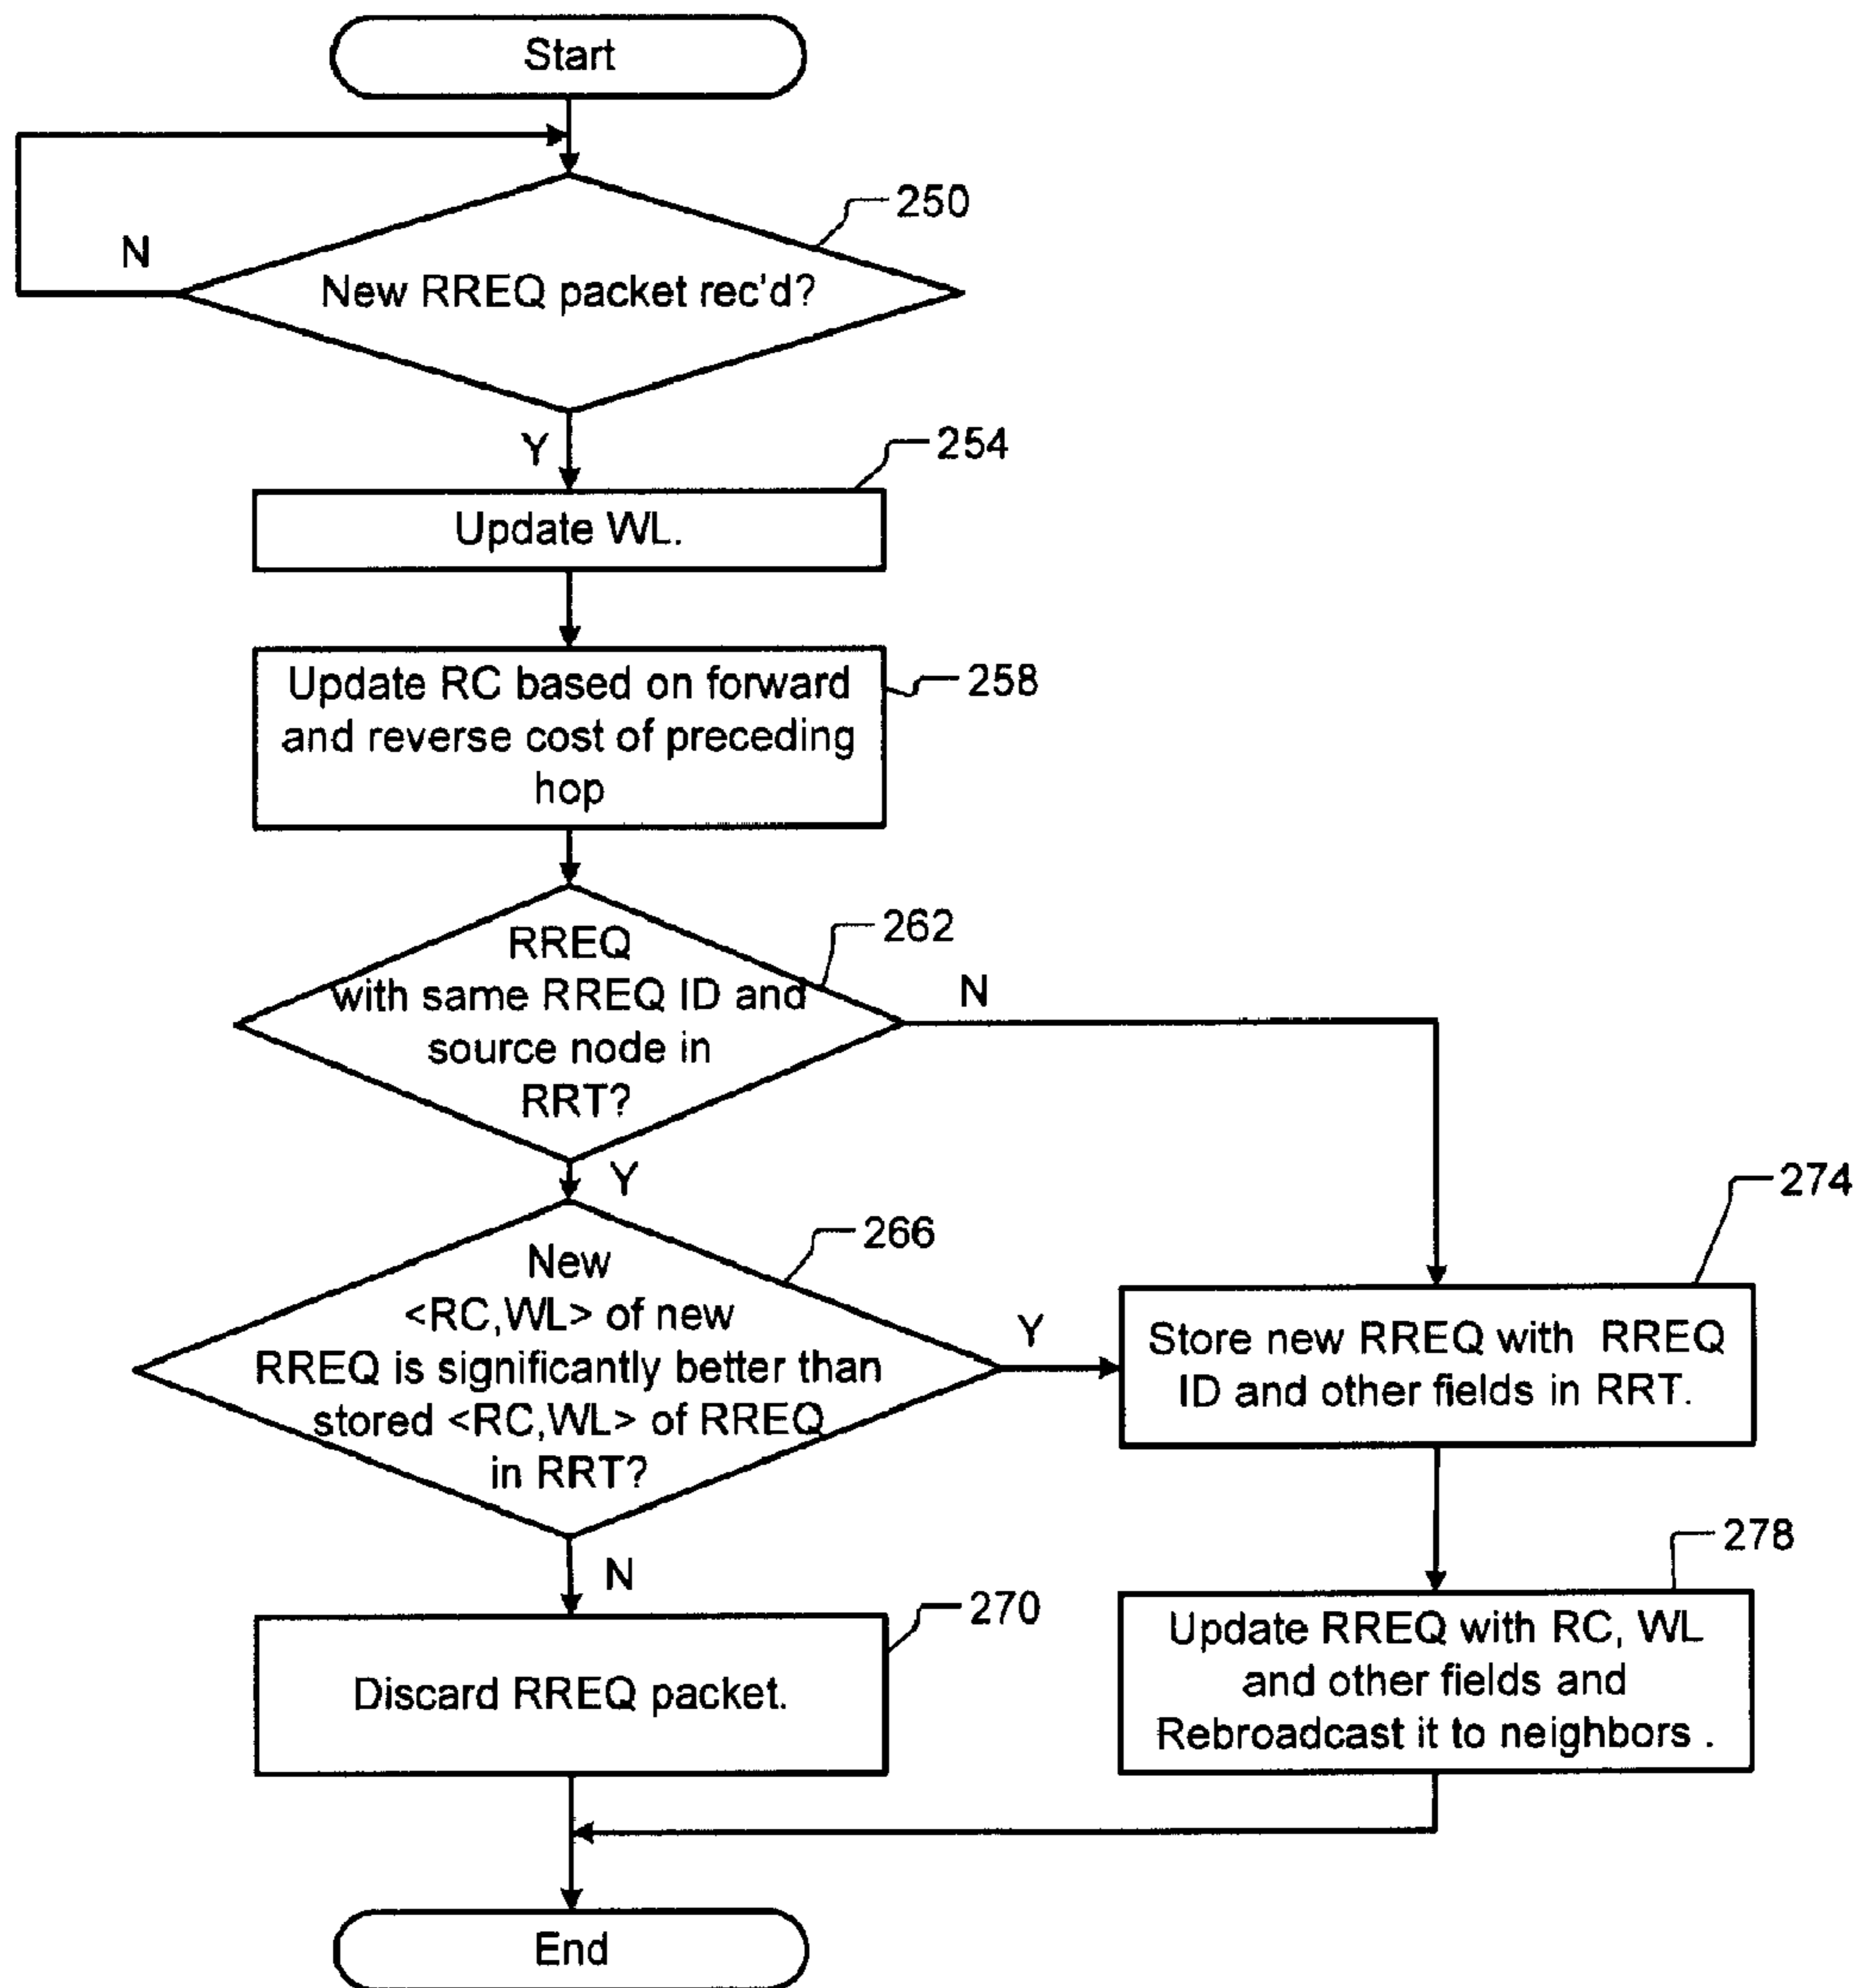 Start
250
N
New RREQ packet rec'd?
Y
254
Update WL.
258
Update RC based on forward
and reverse cost of preceding
hop
262
RREQ
with same RREQ ID and
source node in
RRT?
N
Y
274
266
New
<RC,WL> of new
RREQ is significantly better than
stored <RC,WL> of RREQ
in RRT?
Y
Store new RREQ with RREQ
ID and other fields in RRT.
N
278
270
Discard RREQ packet.
Update RREQ with RC, WL
and other fields and
Rebroadcast it to neighbors .
End